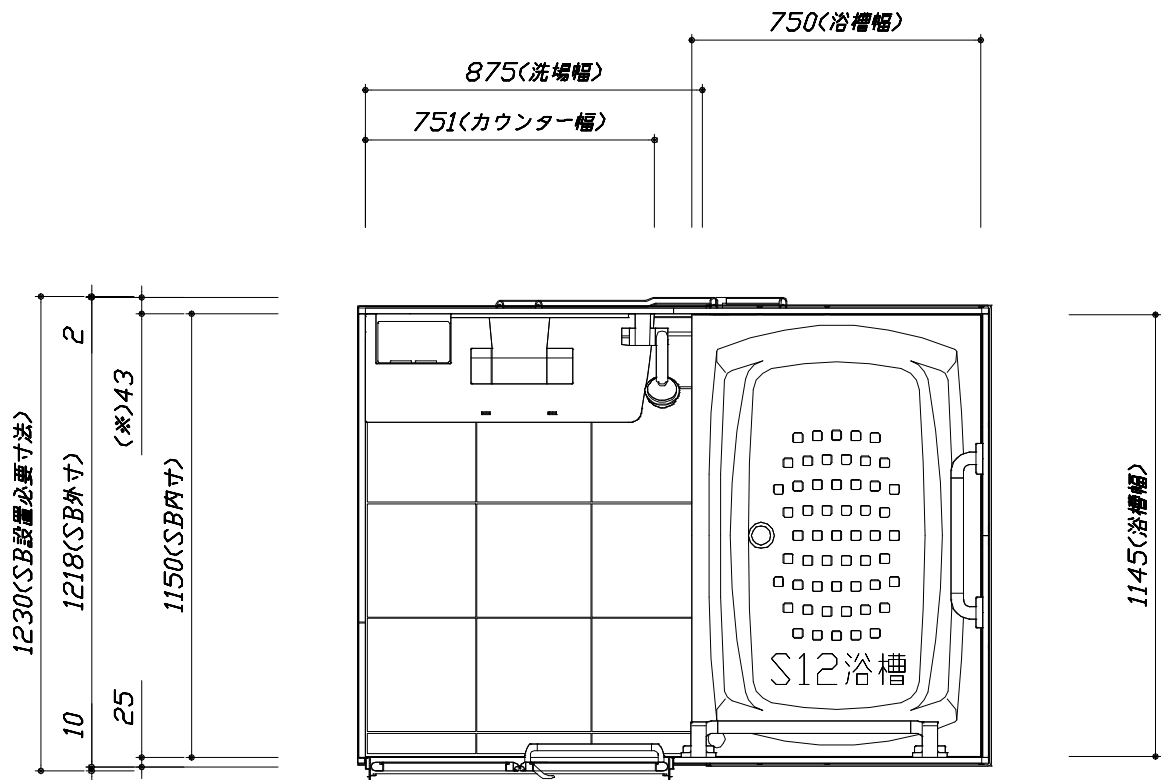 750(浴槽幅)
875(洗場幅)
751(カウンター幅)
1230(SB設置必要寸法)
2
1218(SB外寸)
10
(※)43
25
1150(SB内寸)
1145(浴槽幅)
S12浴槽